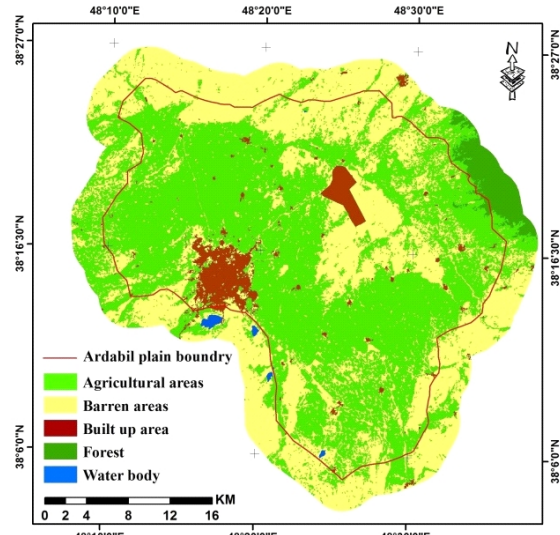 48°10'0"E 48°20'0"E 48°30'0"E
38°27'0"N 38°27'0"N
N
38°16'30"N 38°16'30"N
Ardabil plain boundry
Agricultural areas
Barren areas
Built up area
Forest
Water body
38°6'0"N 38°6'0"N
KM
0 2 4 8 12 16